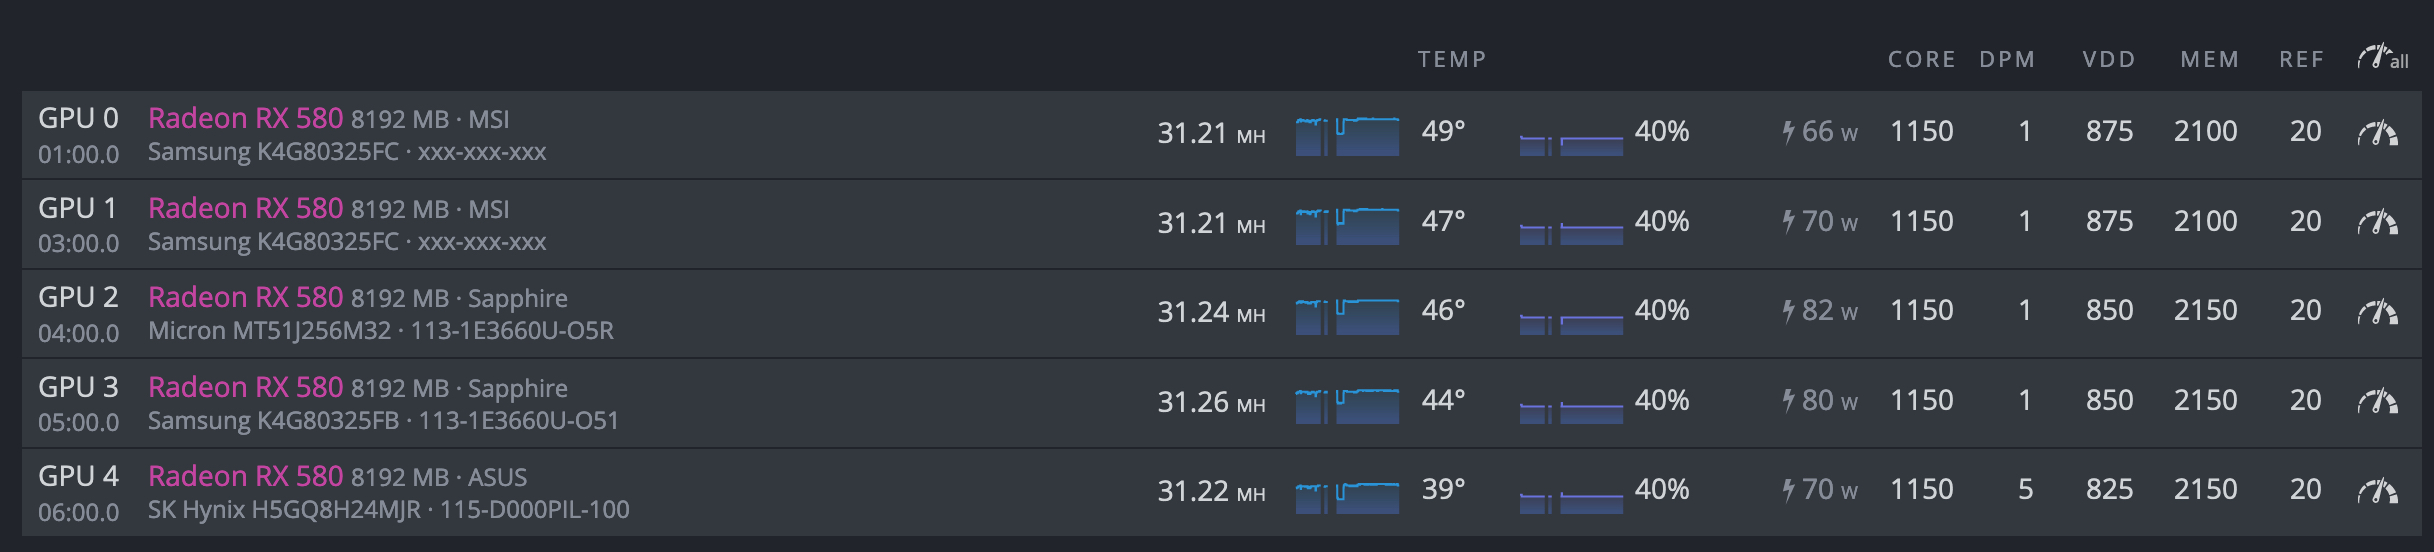 TEMP CORE DPM VDD MEM REF all
GPU 0 Radeon RX 580 8192 MB · MSI 31.21 MH 49° 40% 66 W 1150 1 875 2100 20
01:00.0 Samsung K4G80325FC · xxx-xxx-xxx
GPU 1 Radeon RX 580 8192 MB · MSI 31.21 MH 47° 40% 70 W 1150 1 875 2100 20
03:00.0 Samsung K4G80325FC · xxx-xxx-xxx
GPU 2 Radeon RX 580 8192 MB · Sapphire 31.24 MH 46° 40% 82 W 1150 1 850 2150 20
04:00.0 Micron MT51J256M32 · 113-1E3660U-O5R
GPU 3 Radeon RX 580 8192 MB · Sapphire 31.26 MH 44° 40% 80 W 1150 1 850 2150 20
05:00.0 Samsung K4G80325FB · 113-1E3660U-O51
GPU 4 Radeon RX 580 8192 MB · ASUS 31.22 MH 39° 40% 70 W 1150 5 825 2150 20
06:00.0 SK Hynix H5GQ8H24MJR · 115-D000PIL-100